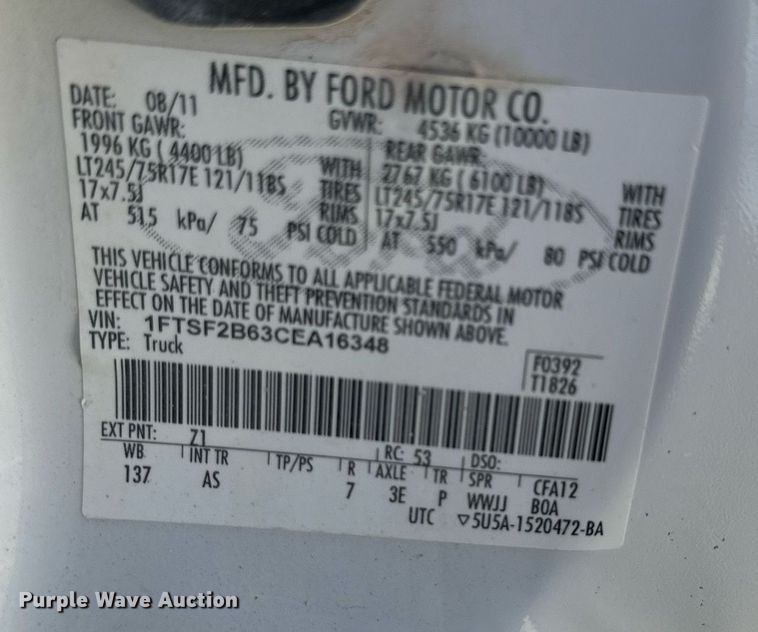 MFD. BY FORD MOTOR CO.
DATE: 08/11 GVWR: 4536 KG (10000 LB)
FRONT GAWR: REAR GAWR:
1996 KG ( 4400 LB) WITH 2767 KG ( 6100 LB) WITH
LT245/75R17E 121/118S TIRES LT245/75R17E 121/118S TIRES
17x7.5J RIMS 17x7.5J RIMS
AT 515 kPa/ 75 PSI COLD AT 550 kPa/ 80 PSI COLD
THIS VEHICLE CONFORMS TO ALL APPLICABLE FEDERAL MOTOR
VEHICLE SAFETY AND THEFT PREVENTION STANDARDS IN
EFFECT ON THE DATE OF MANUFACTURE SHOWN ABOVE.
VIN: 1FTSF2B63CEA16348
TYPE: Truck
F0392
T1826
EXT PNT: Z1 RC: 53 DSO:
WB INT TR TP/PS R AXLE TR SPR CFA12
137 AS 7 3E P WWJJ BOA
UTC ▽5U5A-1520472-BA
Purple Wave Auction